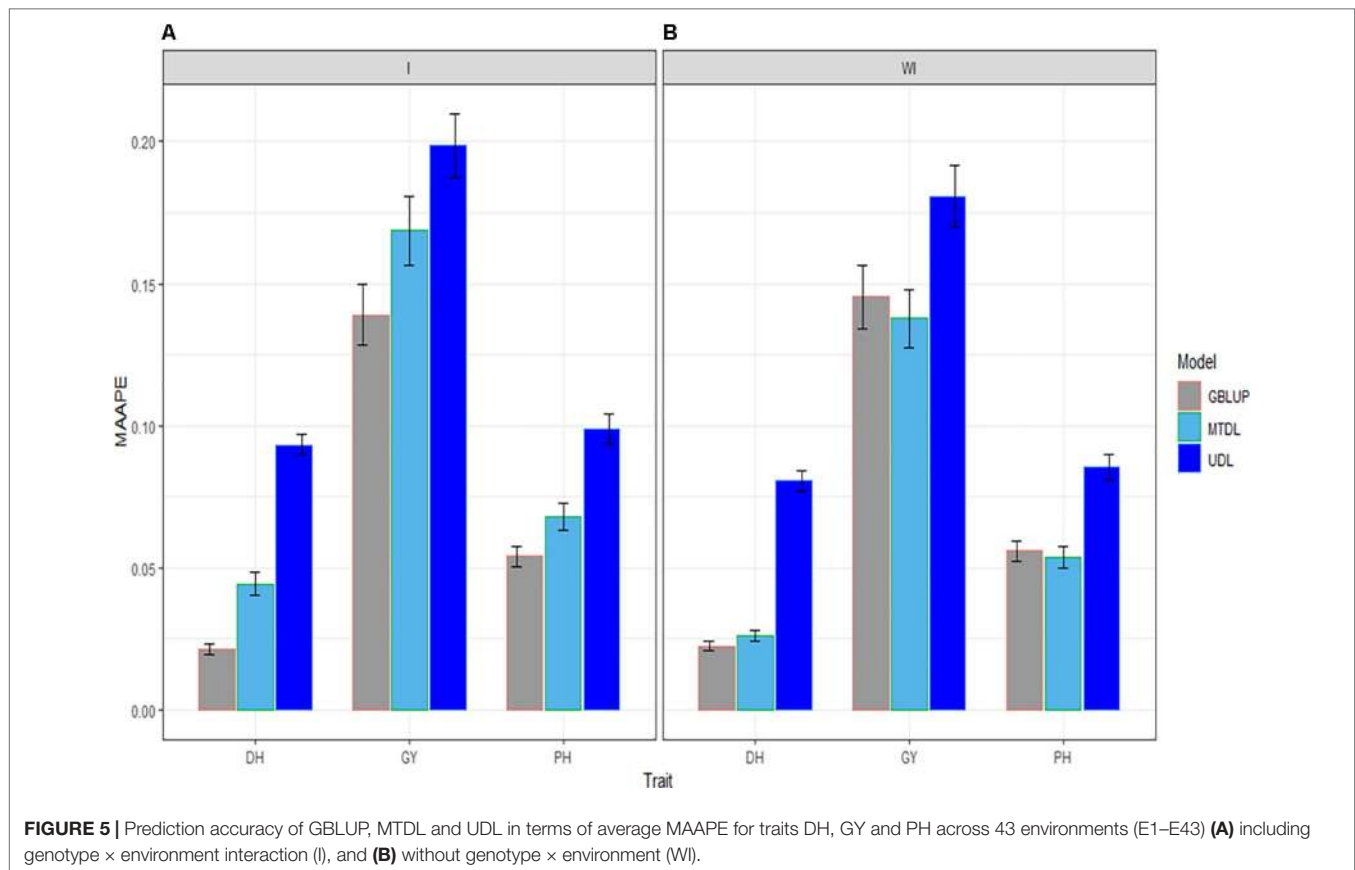 A
B
I
WI
0.20
0.15
0.10
0.05
0.00
MAAPE
DH
GY
PH
DH
GY
PH
Trait
Model
GBLUP
MTDL
UDL
FIGURE 5 | Prediction accuracy of GBLUP, MTDL and UDL in terms of average MAAPE for traits DH, GY and PH across 43 environments (E1–E43) (A) including
genotype × environment interaction (I), and (B) without genotype × environment (WI).